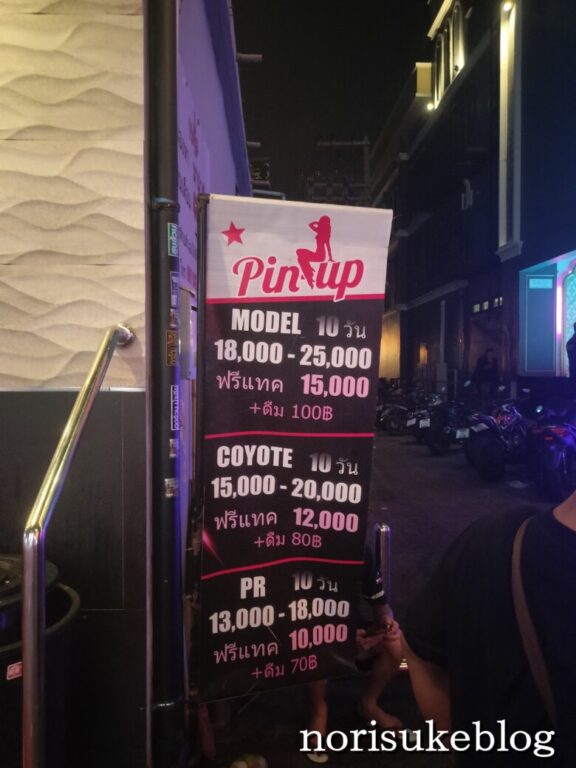 Pin up
MODEL 10 วัน
18,000 - 25,000
ฟรีแทค 15,000
+ดืม 100฿
COYOTE 10 วัน
15,000 - 20,000
ฟรีแทค 12,000
+ดืม 80฿
PR 10 วัน
13,000 - 18,000
ฟรีแทค 10,000
+ดืม 70฿
norisukeblog